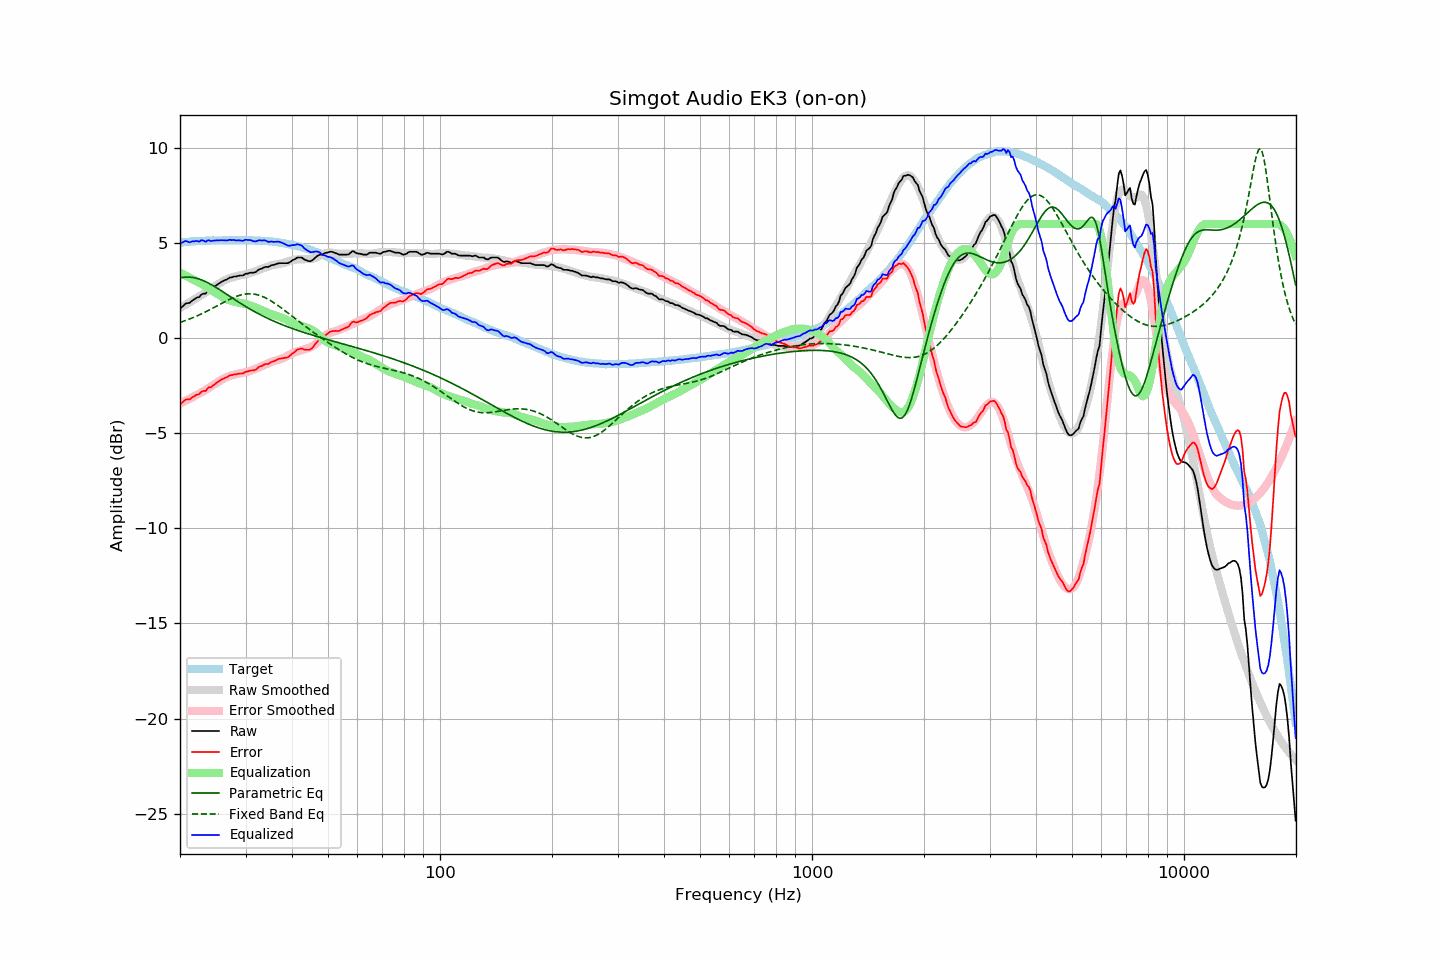 Simgot Audio EK3 (on-on)
10
5
0
−5
−10
−15
−20
−25
Amplitude (dBr)
Target
Raw Smoothed
Error Smoothed
Raw
Error
Equalization
Parametric Eq
Fixed Band Eq
Equalized
100
1000
10000
Frequency (Hz)